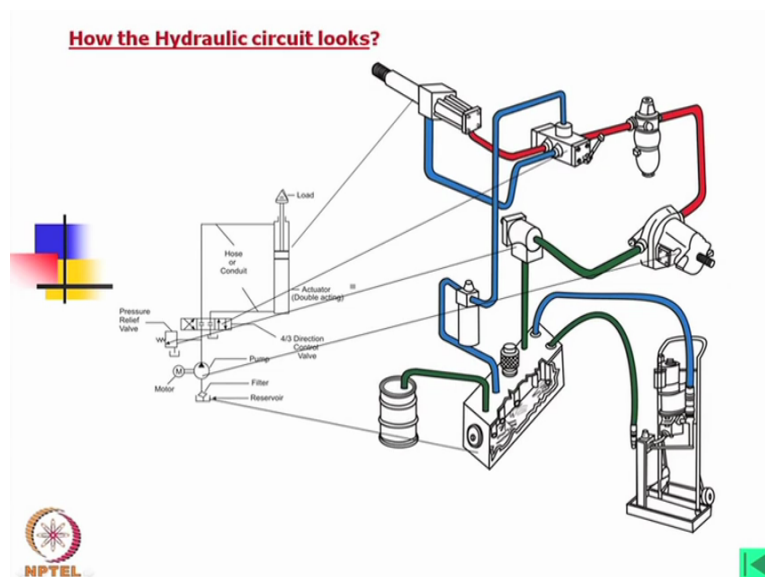 How the Hydraulic circuit looks?
Load
Hose
or
Conduit
Actuator
(Double acting)
Pressure
Relief
Valve
4/3 Direction
Control
Valve
Pump
M
Motor
Filter
Reservoir
NPTEL